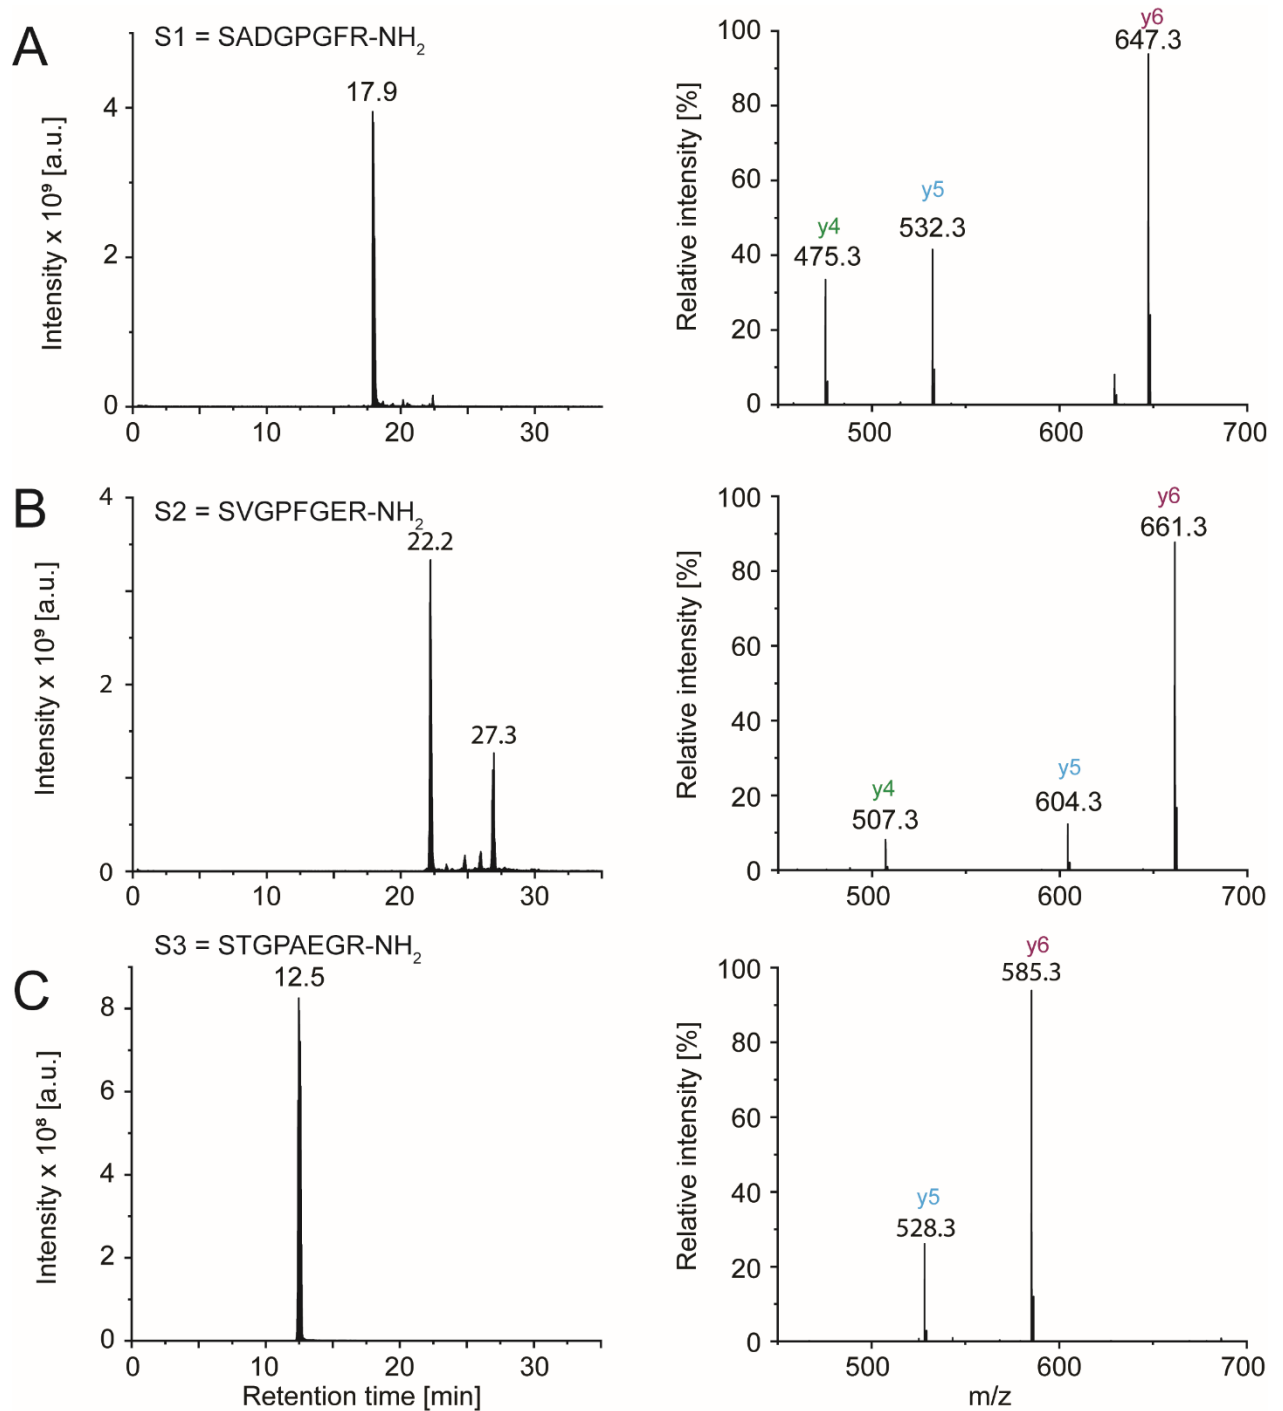 A
S1 = SADGPGFR-NH₂
17.9
Intensity x 10⁹ [a.u.]
4
2
0
0 10 20 30
y6
647.3
y5
532.3
y4
475.3
Relative intensity [%]
100
80
60
40
20
0
500 600 700
B
S2 = SVGPFGER-NH₂
22.2
27.3
Intensity x 10⁹ [a.u.]
4
2
0
0 10 20 30
y6
661.3
y5
604.3
y4
507.3
Relative intensity [%]
100
80
60
40
20
0
500 600 700
C
S3 = STGPAEGR-NH₂
12.5
Intensity x 10⁸ [a.u.]
8
6
4
2
0
0 10 20 30
Retention time [min]
y6
585.3
y5
528.3
Relative intensity [%]
100
80
60
40
20
0
500 600 700
m/z